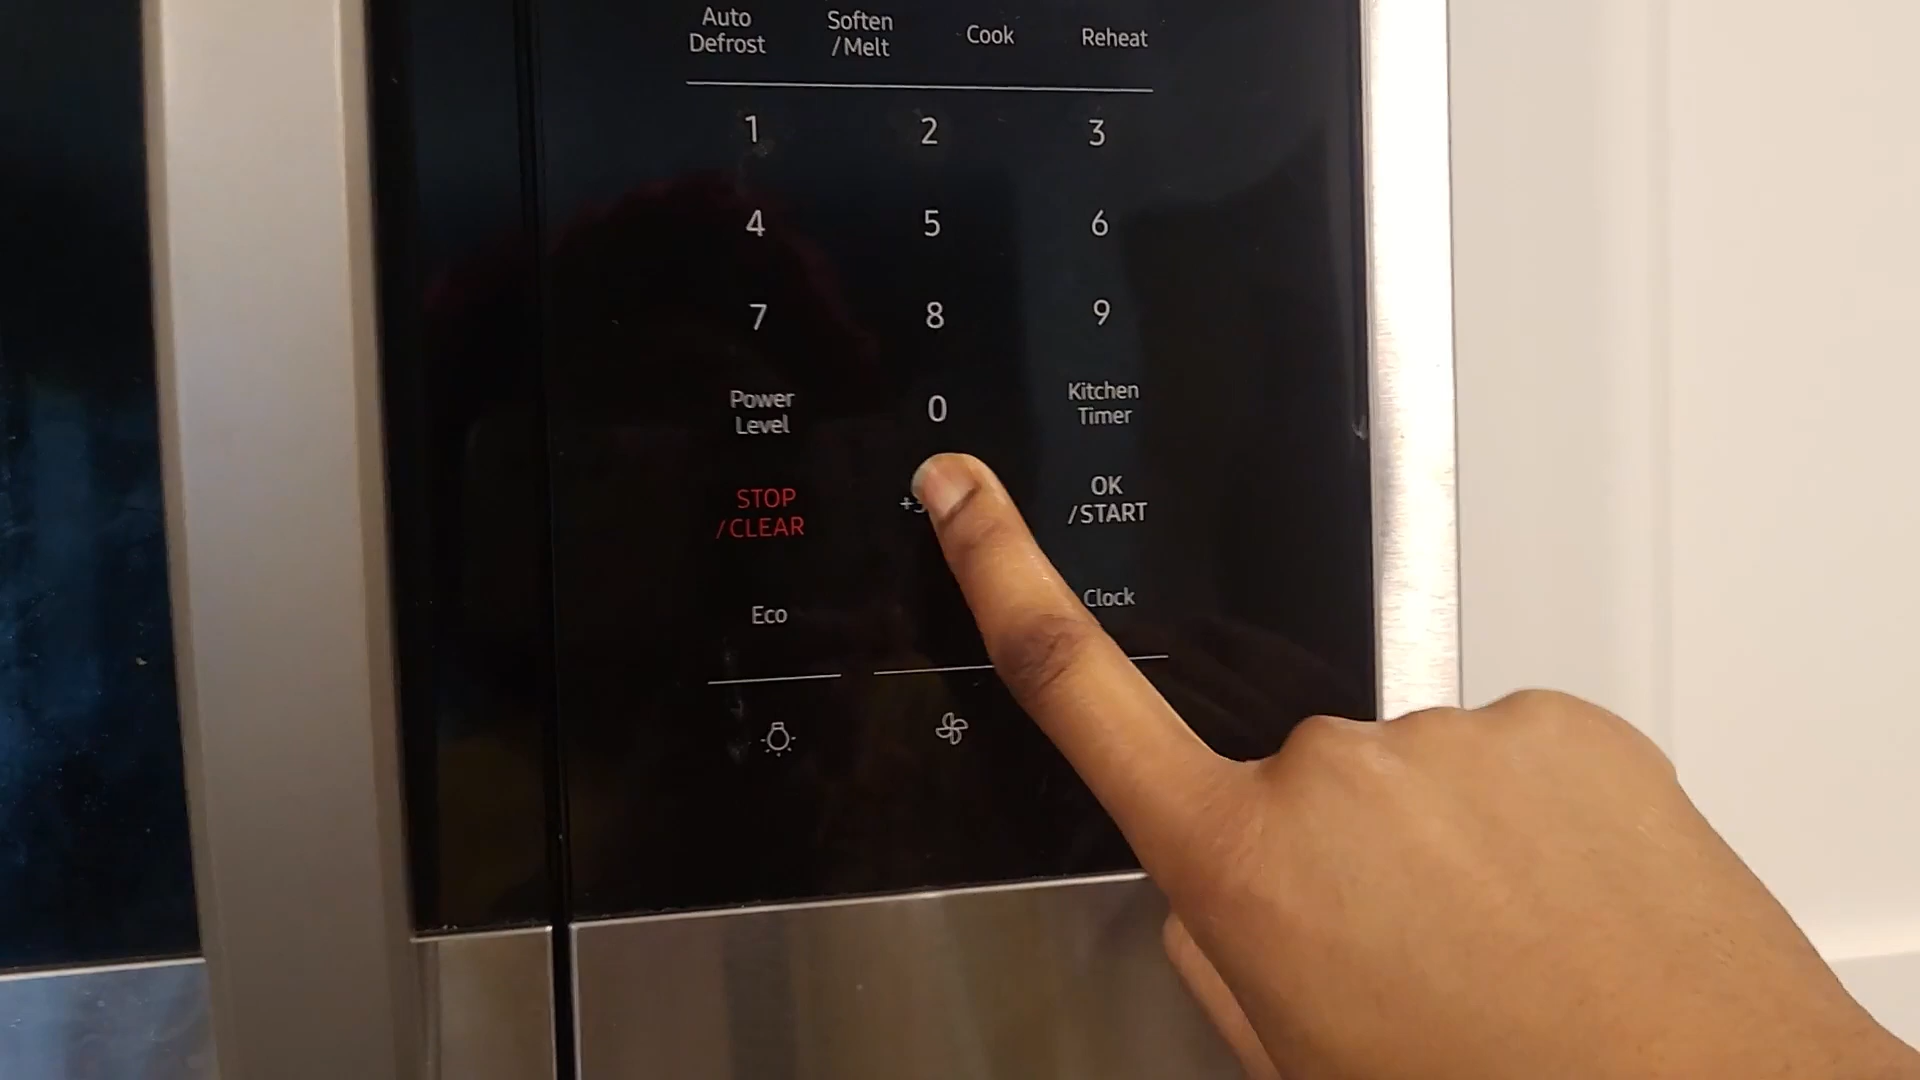 Auto
Defrost
Soften
/Melt
Cook
Reheat
1
2
3
4
5
6
7
8
9
Power
Level
0
Kitchen
Timer
STOP
/CLEAR
OK
/START
Eco
Clock